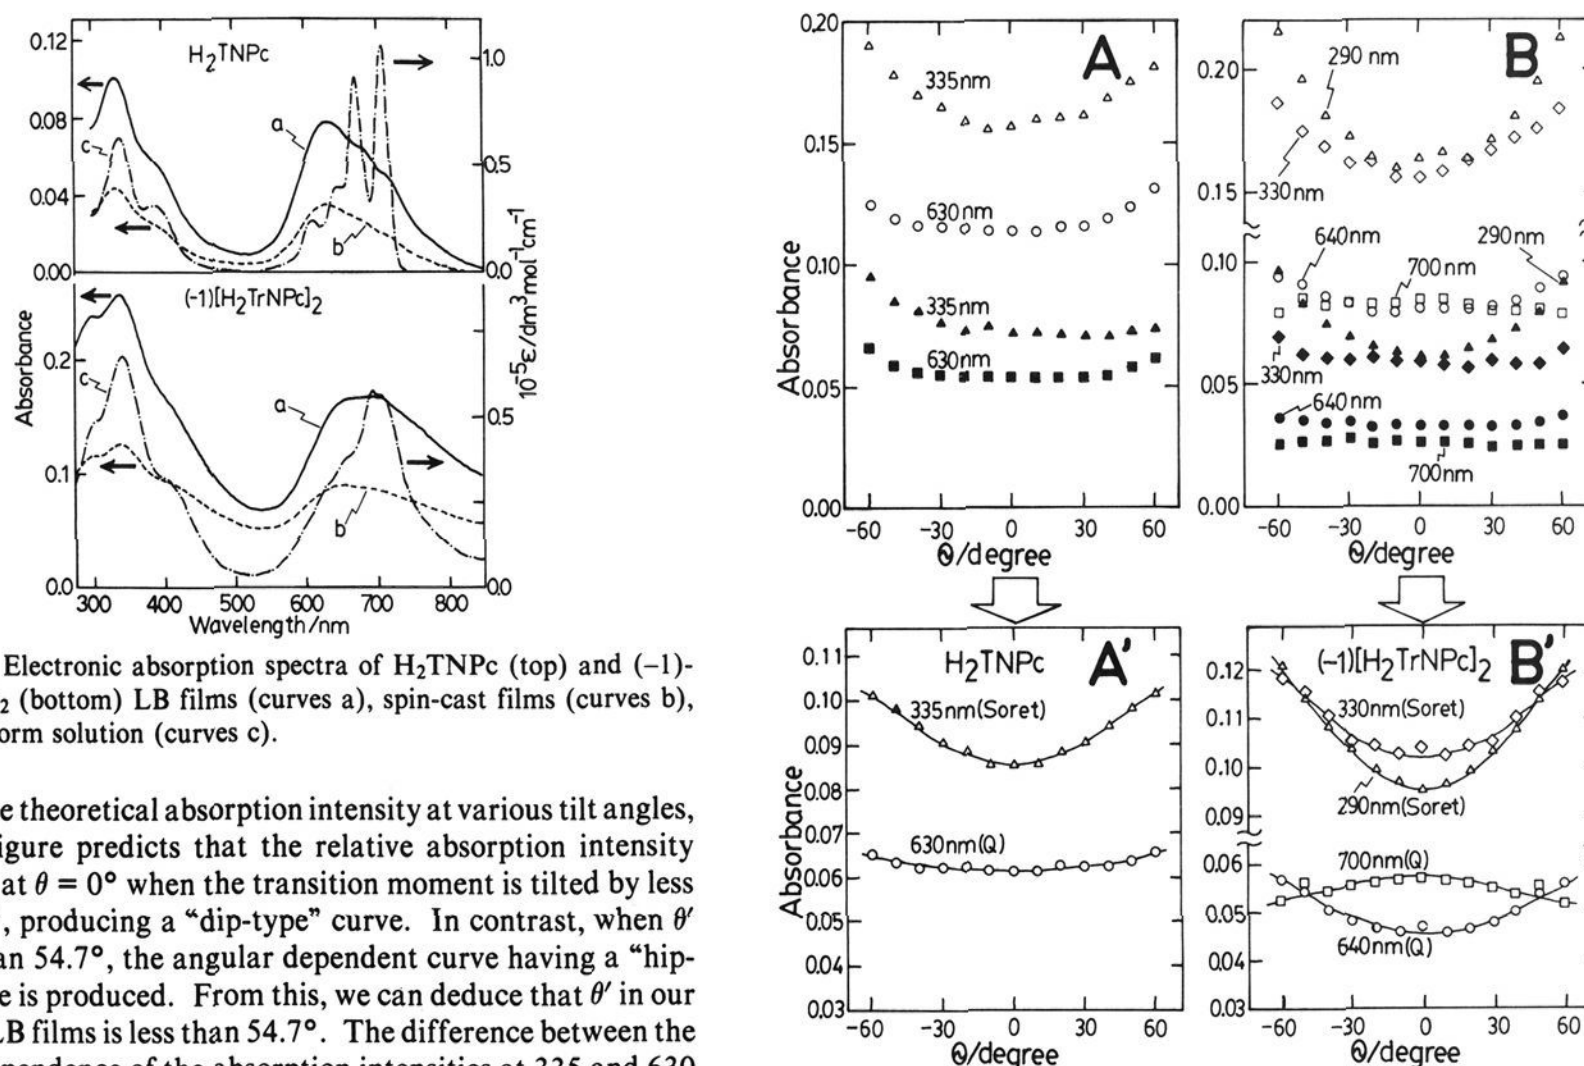 H2TNPc
0.12
0.08
0.04
0.00
1.0
0.5
0.0
a
b
c
(-1)[H2TrNPc]2
Absorbance
0.2
0.1
0.0
10⁻⁵ε/dm³mol⁻¹cm⁻¹
0.5
0.0
a
b
c
300 400 500 600 700 800
Wavelength/nm
Electronic absorption spectra of H2TNPc (top) and (–1)-
2 (bottom) LB films (curves a), spin-cast films (curves b),
orm solution (curves c).
e theoretical absorption intensity at various tilt angles,
igure predicts that the relative absorption intensity
at θ = 0° when the transition moment is tilted by less
°, producing a “dip-type” curve. In contrast, when θ′
an 54.7°, the angular dependent curve having a “hip-
e is produced. From this, we can deduce that θ′ in our
LB films is less than 54.7°. The difference between the
pendence of the absorption intensities at 335 and 630
A
0.20
0.15
0.10
0.05
0.00
Absorbance
335nm
630nm
335nm
630nm
-60 -30 0 30 60
Θ/degree
B
0.20
0.15
0.10
0.05
0.00
290 nm
330nm
640nm
700nm
290nm
330nm
640nm
700nm
-60 -30 0 30 60
Θ/degree
H2TNPc A'
0.11
0.10
0.09
0.08
0.07
0.06
0.05
0.04
0.03
Absorbance
335nm(Soret)
630nm(Q)
-60 -30 0 30 60
Θ/degree
(-1)[H2TrNPc]2 B'
0.12
0.11
0.10
0.09
0.06
0.05
0.04
0.03
330nm(Soret)
290nm(Soret)
700nm(Q)
640nm(Q)
-60 -30 0 30 60
Θ/degree